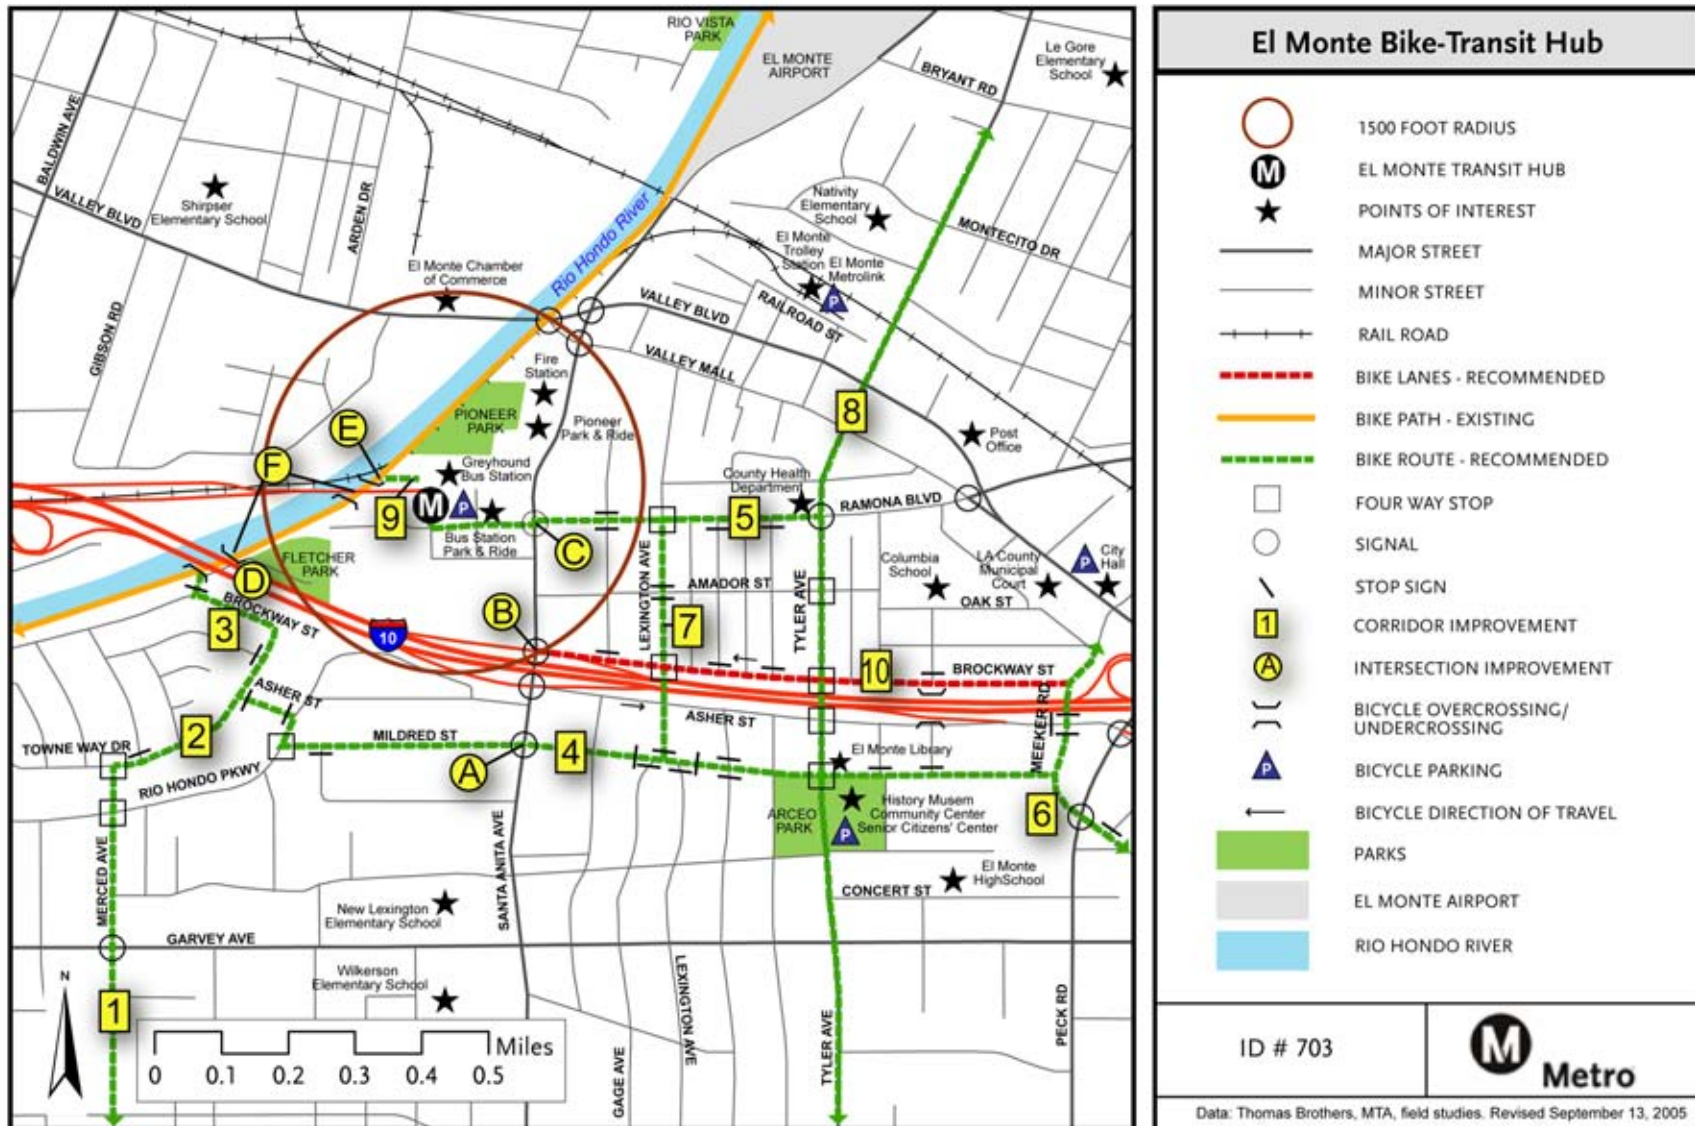 RIO VISTA
PARK
EL MONTE
AIRPORT
Le Gore
Elementary
School
BRYANT RD
BALDWIN AVE
VALLEY BLVD
Shirpser
Elementary School
ARDEN DR
Nativity
Elementary
School
MONTECITO DR
El Monte
Trolley
Station
El Monte
Metrolink
P
RAILROAD ST
Rio Hondo River
El Monte Chamber
of Commerce
VALLEY BLVD
VALLEY MALL
GIBSON RD
Fire
Station
PIONEER
PARK
Pioneer
Park & Ride
8
E
F
Post
Office
Greyhound
Bus Station
County Health
Department
RAMONA BLVD
M
P
9
5
Bus Station
Park & Ride
C
FLETCHER
PARK
D
LEXINGTON AVE
AMADOR ST
TYLER AVE
Columbia
School
LA County
Municipal
Court
P
City
Hall
OAK ST
BROCKWAY ST
3
10
B
7
10
BROCKWAY ST
ASHER ST
ASHER ST
MEEKER RD
2
TOWNE WAY DR
MILDRED ST
4
A
El Monte Library
RIO HONDO PKWY
ARCEO
PARK
History Musem
Community Center
Senior Citizens' Center
P
6
MERCED AVE
SANTA ANITA AVE
El Monte
HighSchool
CONCERT ST
New Lexington
Elementary School
GARVEY AVE
Wilkerson
Elementary School
LEXINGTON AVE
N
1
GAGE AVE
TYLER AVE
PECK RD
Miles
0 0.1 0.2 0.3 0.4 0.5
El Monte Bike-Transit Hub
1500 FOOT RADIUS
M EL MONTE TRANSIT HUB
POINTS OF INTEREST
MAJOR STREET
MINOR STREET
RAIL ROAD
BIKE LANES - RECOMMENDED
BIKE PATH - EXISTING
BIKE ROUTE - RECOMMENDED
FOUR WAY STOP
SIGNAL
STOP SIGN
1 CORRIDOR IMPROVEMENT
A INTERSECTION IMPROVEMENT
BICYCLE OVERCROSSING/
UNDERCROSSING
P BICYCLE PARKING
BICYCLE DIRECTION OF TRAVEL
PARKS
EL MONTE AIRPORT
RIO HONDO RIVER
ID # 703
M Metro
Data: Thomas Brothers, MTA, field studies. Revised September 13, 2005